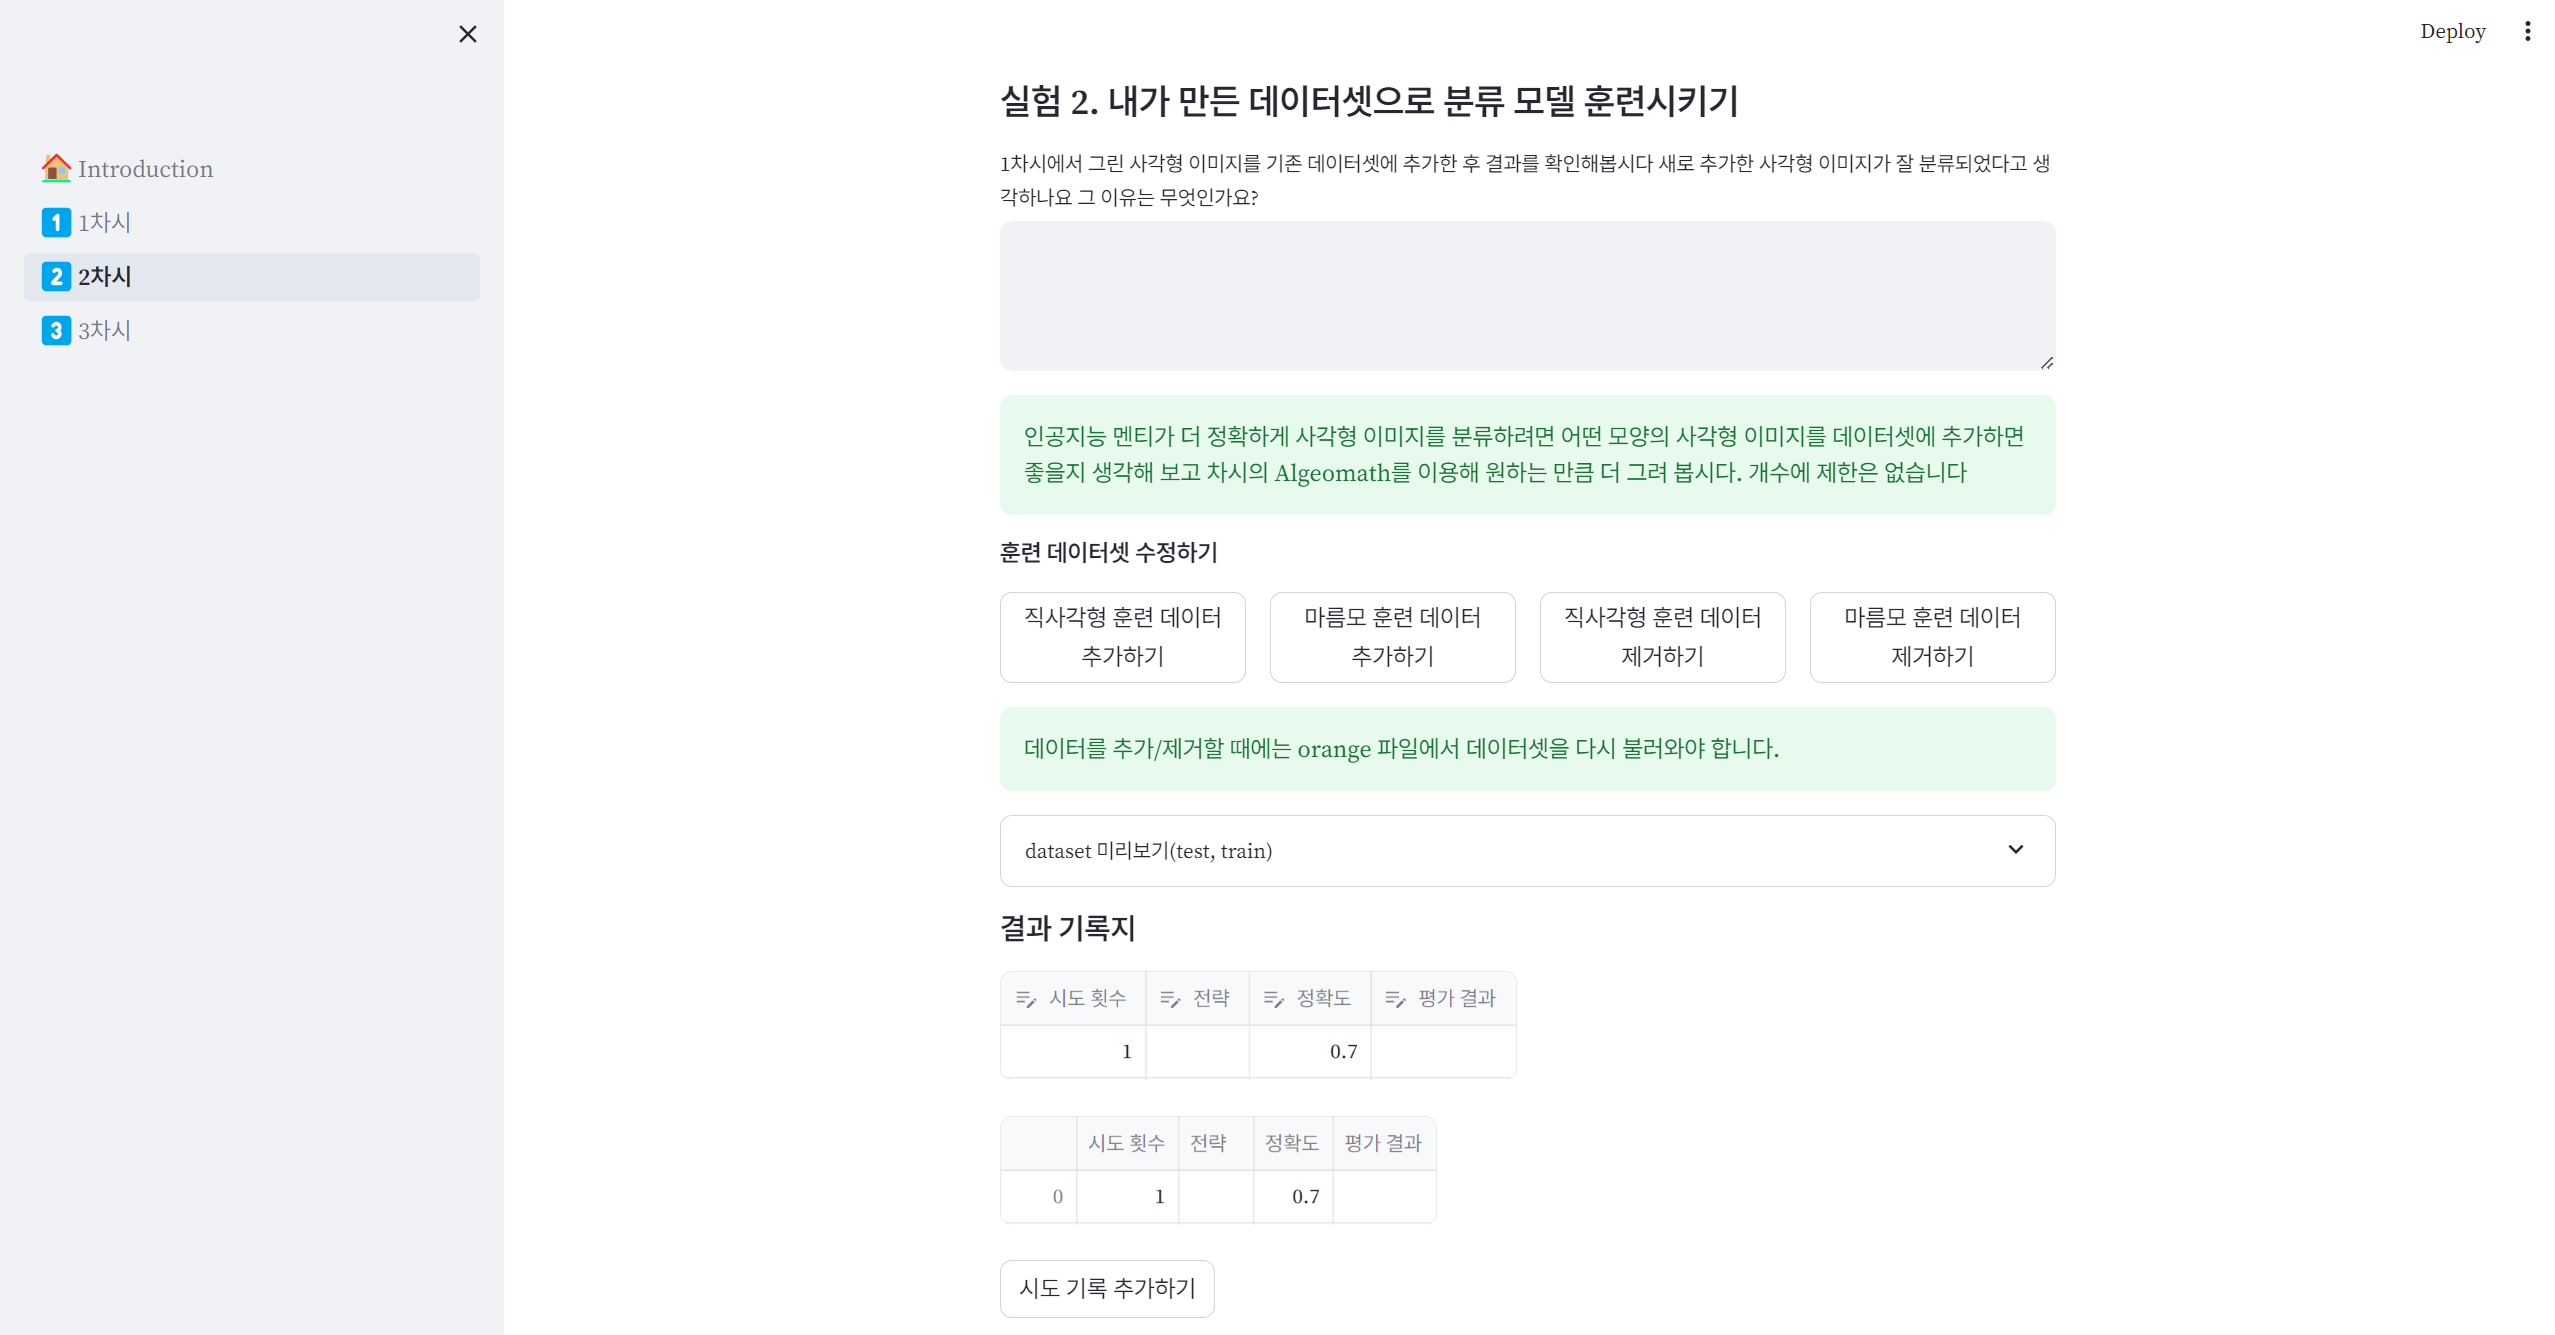 Deploy
Introduction
1 1차시
2 2차시
3 3차시
실험 2. 내가 만든 데이터셋으로 분류 모델 훈련시키기
1차시에서 그린 사각형 이미지를 기존 데이터셋에 추가한 후 결과를 확인해봅시다 새로 추가한 사각형 이미지가 잘 분류되었다고 생
각하나요 그 이유는 무엇인가요?
인공지능 멘티가 더 정확하게 사각형 이미지를 분류하려면 어떤 모양의 사각형 이미지를 데이터셋에 추가하면
좋을지 생각해 보고 차시의 Algeomath를 이용해 원하는 만큼 더 그려 봅시다. 개수에 제한은 없습니다
훈련 데이터셋 수정하기
직사각형 훈련 데이터
추가하기
마름모 훈련 데이터
추가하기
직사각형 훈련 데이터
제거하기
마름모 훈련 데이터
제거하기
데이터를 추가/제거할 때에는 orange 파일에서 데이터셋을 다시 불러와야 합니다.
dataset 미리보기(test, train)
결과 기록지
시도 횟수 전략 정확도 평가 결과
1 0.7
시도 횟수 전략 정확도 평가 결과
0 1 0.7
시도 기록 추가하기